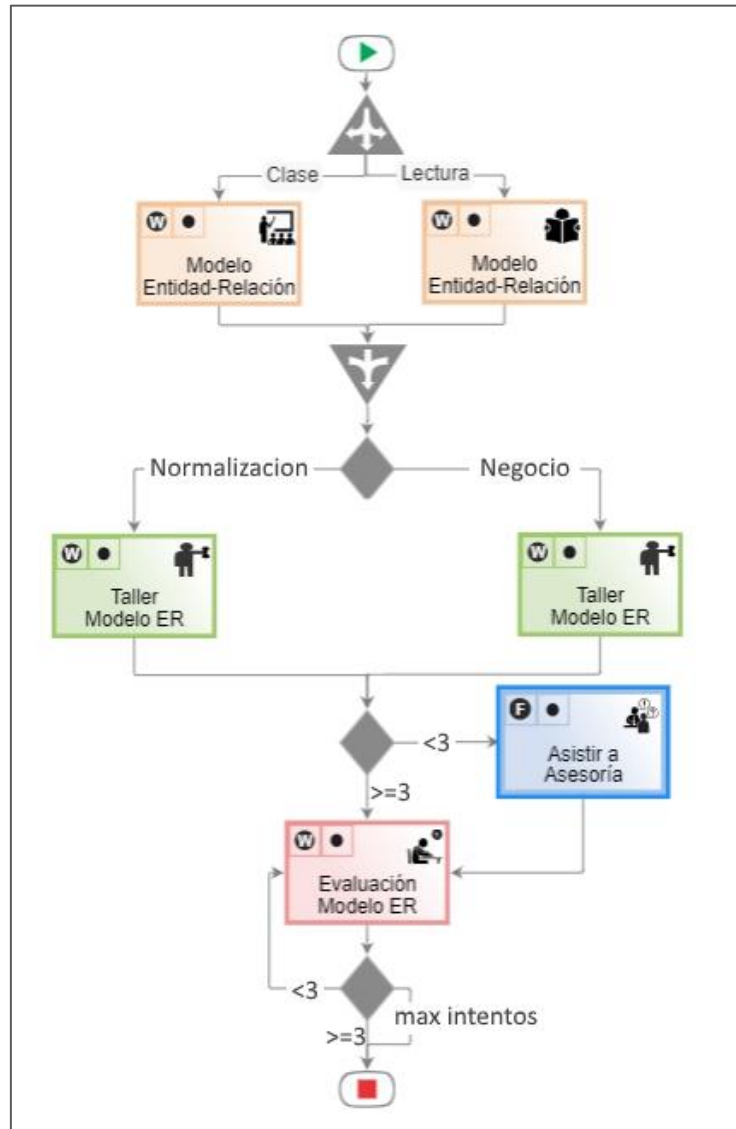 Clase
Lectura
W
Modelo
Entidad-Relación
W
Modelo
Entidad-Relación
Normalizacion
Negocio
W
Taller
Modelo ER
W
Taller
Modelo ER
<3
F
Asistir a
Asesoría
>=3
W
Evaluación
Modelo ER
<3
max intentos
>=3